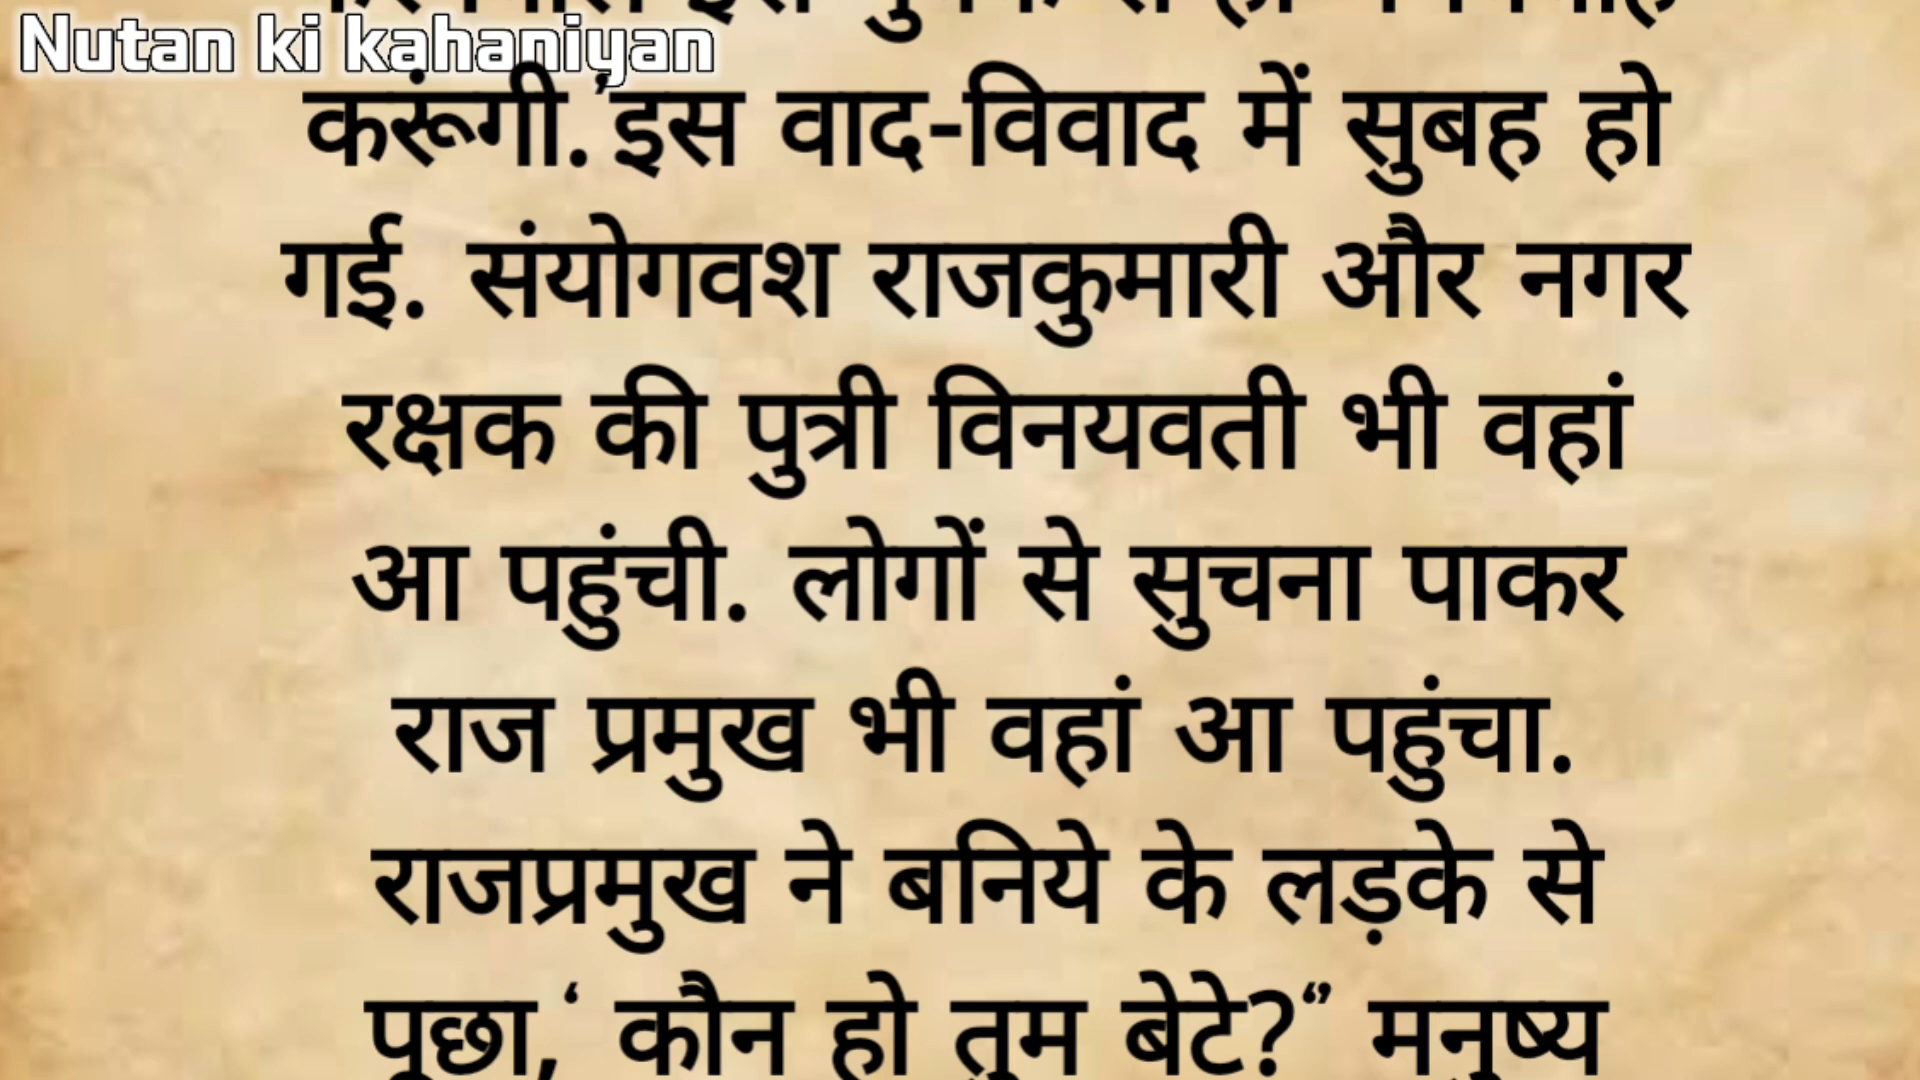 Nutan ki kahaniyan
करूंगी.’इस वाद-विवाद में सुबह हो
गई. संयोगवश राजकुमारी और नगर
रक्षक की पुत्री विनयवती भी वहां
आ पहुंची. लोगों से सुचना पाकर
राज प्रमुख भी वहां आ पहुंचा.
राजप्रमुख ने बनिये के लड़के से
पूछा,‘ कौन हो तुम बेटे?“ मनुष्य